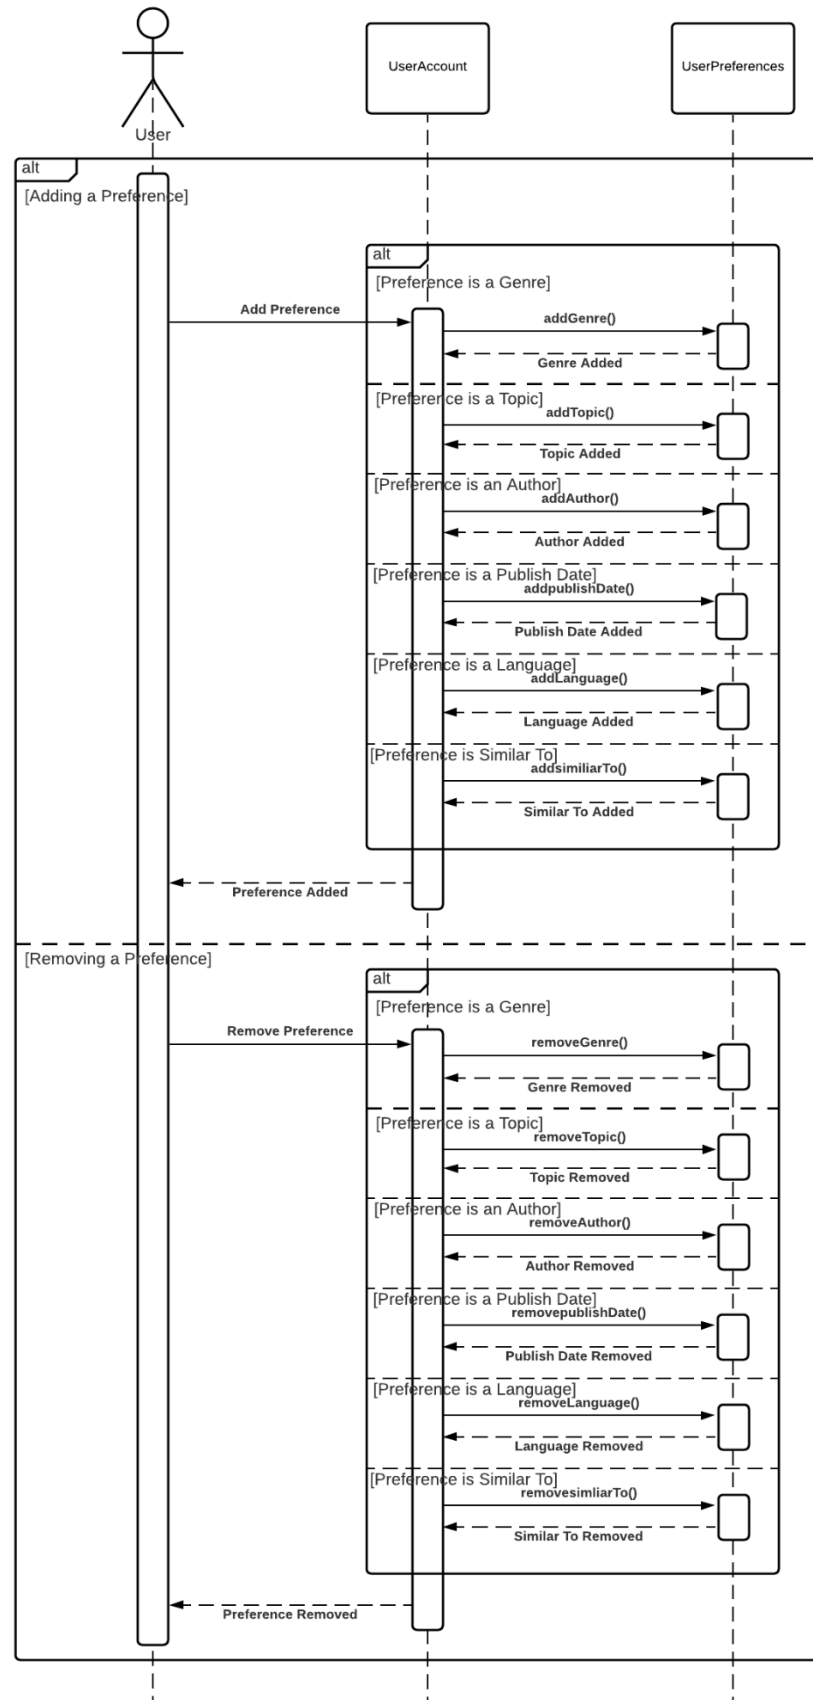 UserAccount
UserPreferences
User
alt
[Adding a Preference]
alt
[Preference is a Genre]
Add Preference
addGenre()
Genre Added
[Preference is a Topic]
addTopic()
Topic Added
[Preference is an Author]
addAuthor()
Author Added
[Preference is a Publish Date]
addpublishDate()
Publish Date Added
[Preference is a Language]
addLanguage()
Language Added
[Preference is Similar To]
addsimiliarTo()
Similar To Added
Preference Added
[Removing a Preference]
alt
[Preference is a Genre]
Remove Preference
removeGenre()
Genre Removed
[Preference is a Topic]
removeTopic()
Topic Removed
[Preference is an Author]
removeAuthor()
Author Removed
[Preference is a Publish Date]
removepublishDate()
Publish Date Removed
[Preference is a Language]
removeLanguage()
Language Removed
[Preference is Similar To]
removesimliarTo()
Similar To Removed
Preference Removed